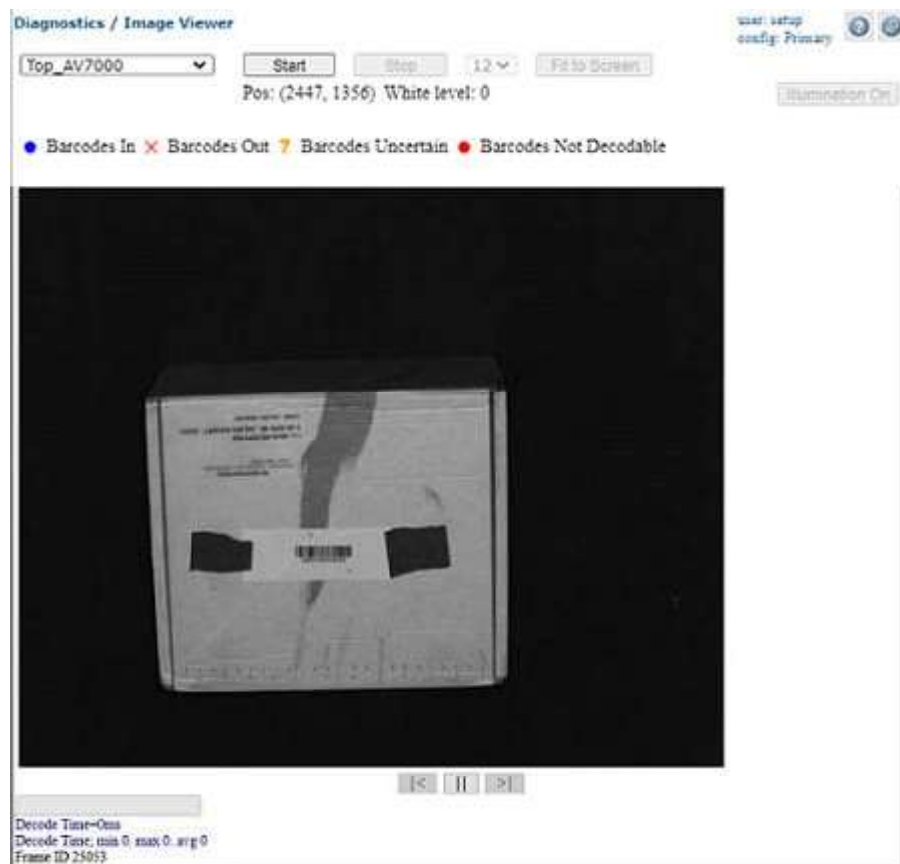 Diagnostics / Image Viewer
user: setup
config: Primary
Top_AV7000
Start
Stop
12
Fit to Screen
Pos: (2447, 1356) White level: 0
Illumination On
Barcodes In
Barcodes Out
? Barcodes Uncertain
Barcodes Not Decodable
|<
||
>|
Decode Time=0ms
Decode Time; min 0 max 0 avg 0
Frame ID 25053